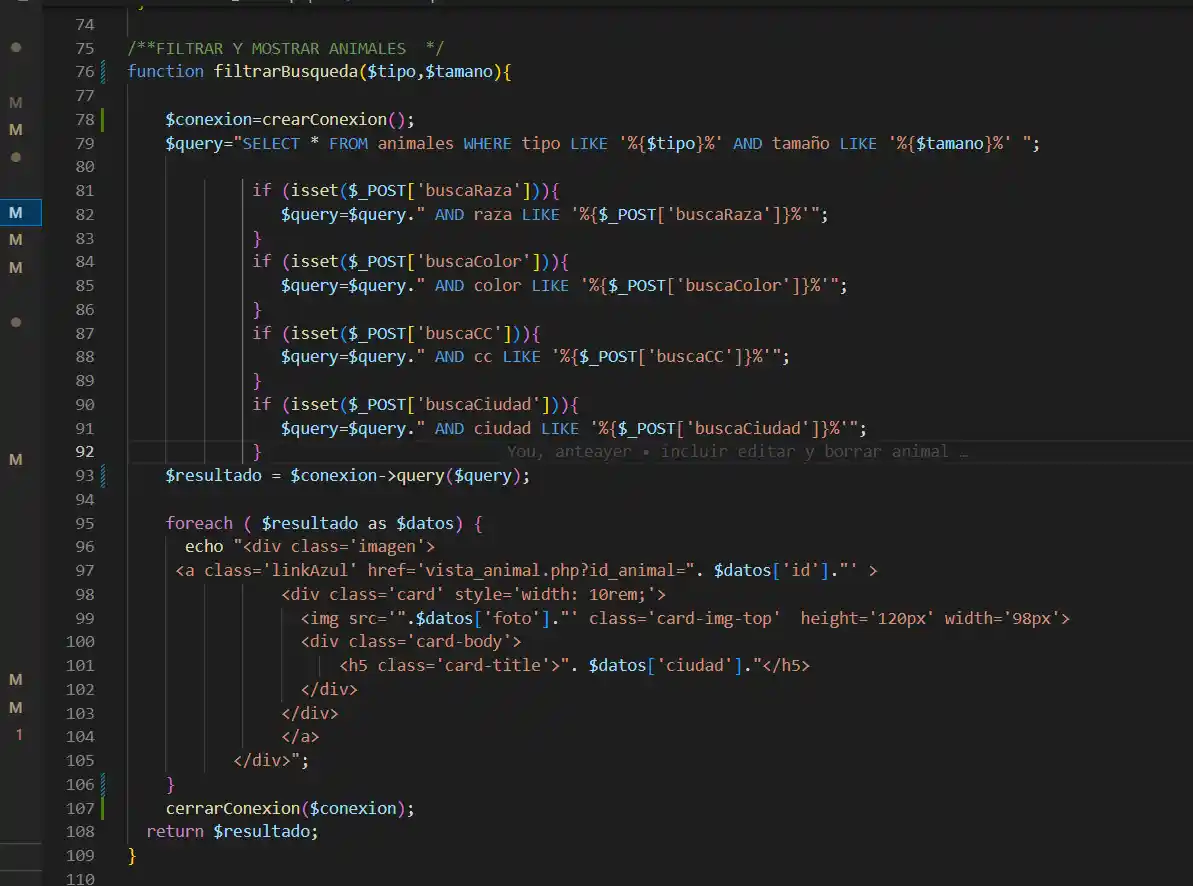 74
75 /**FILTRAR Y MOSTRAR ANIMALES  */
M 76 function filtrarBusqueda($tipo,$tamano){
77
M 78     $conexion=crearConexion();
M 79     $query="SELECT * FROM animales WHERE tipo LIKE '%{$tipo}%' AND tamaño LIKE '%{$tamano}%' ";
80
81              if (isset($_POST['buscaRaza'])){
M 82                 $query=$query." AND raza LIKE '%{$_POST['buscaRaza']}%'";
M 83              }
M 84              if (isset($_POST['buscaColor'])){
85                 $query=$query." AND color LIKE '%{$_POST['buscaColor']}%'";
86              }
87              if (isset($_POST['buscaCC'])){
88                 $query=$query." AND cc LIKE '%{$_POST['buscaCC']}%'";
89              }
90              if (isset($_POST['buscaCiudad'])){
91                 $query=$query." AND ciudad LIKE '%{$_POST['buscaCiudad']}%'";
M 92              } You, anteayer • incluir editar y borrar animal …
93     $resultado = $conexion->query($query);
94
95     foreach ( $resultado as $datos) {
96       echo "<div class='imagen'>
97      <a class='linkAzul' href='vista_animal.php?id_animal=". $datos['id']."' >
98                 <div class='card' style='width: 10rem;'>
99                   <img src='".$datos['foto']."' class='card-img-top'  height='120px' width='98px'>
100                   <div class='card-body'>
101                       <h5 class='card-title'>". $datos['ciudad']."</h5>
M 102                   </div>
M 103                 </div>
1 104                 </a>
105            </div>";
106     }
107     cerrarConexion($conexion);
108   return $resultado;
109 }
110